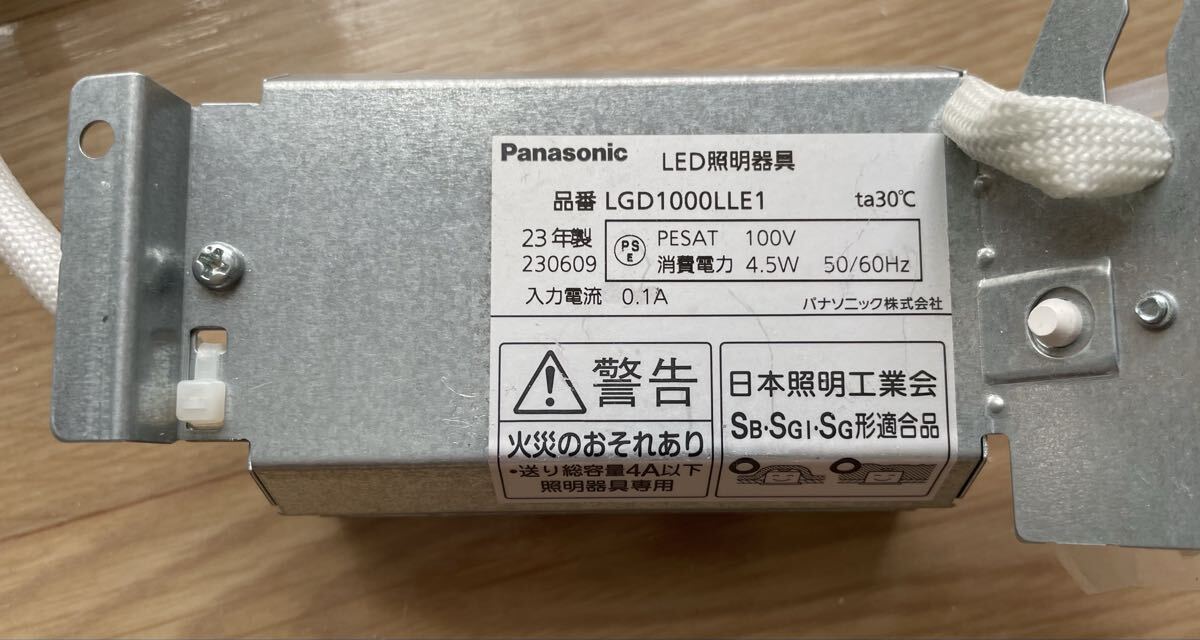 Panasonic LED照明器具
品番 LGD1000LLE1 ta30℃
23年製 PS E PESAT 100V
230609 消費電力 4.5W 50/60Hz
入力電流 0.1A パナソニック株式会社
警告
火災のおそれあり
・送り総容量4A以下
照明器具専用
日本照明工業会
SB・SGI・SG形適合品